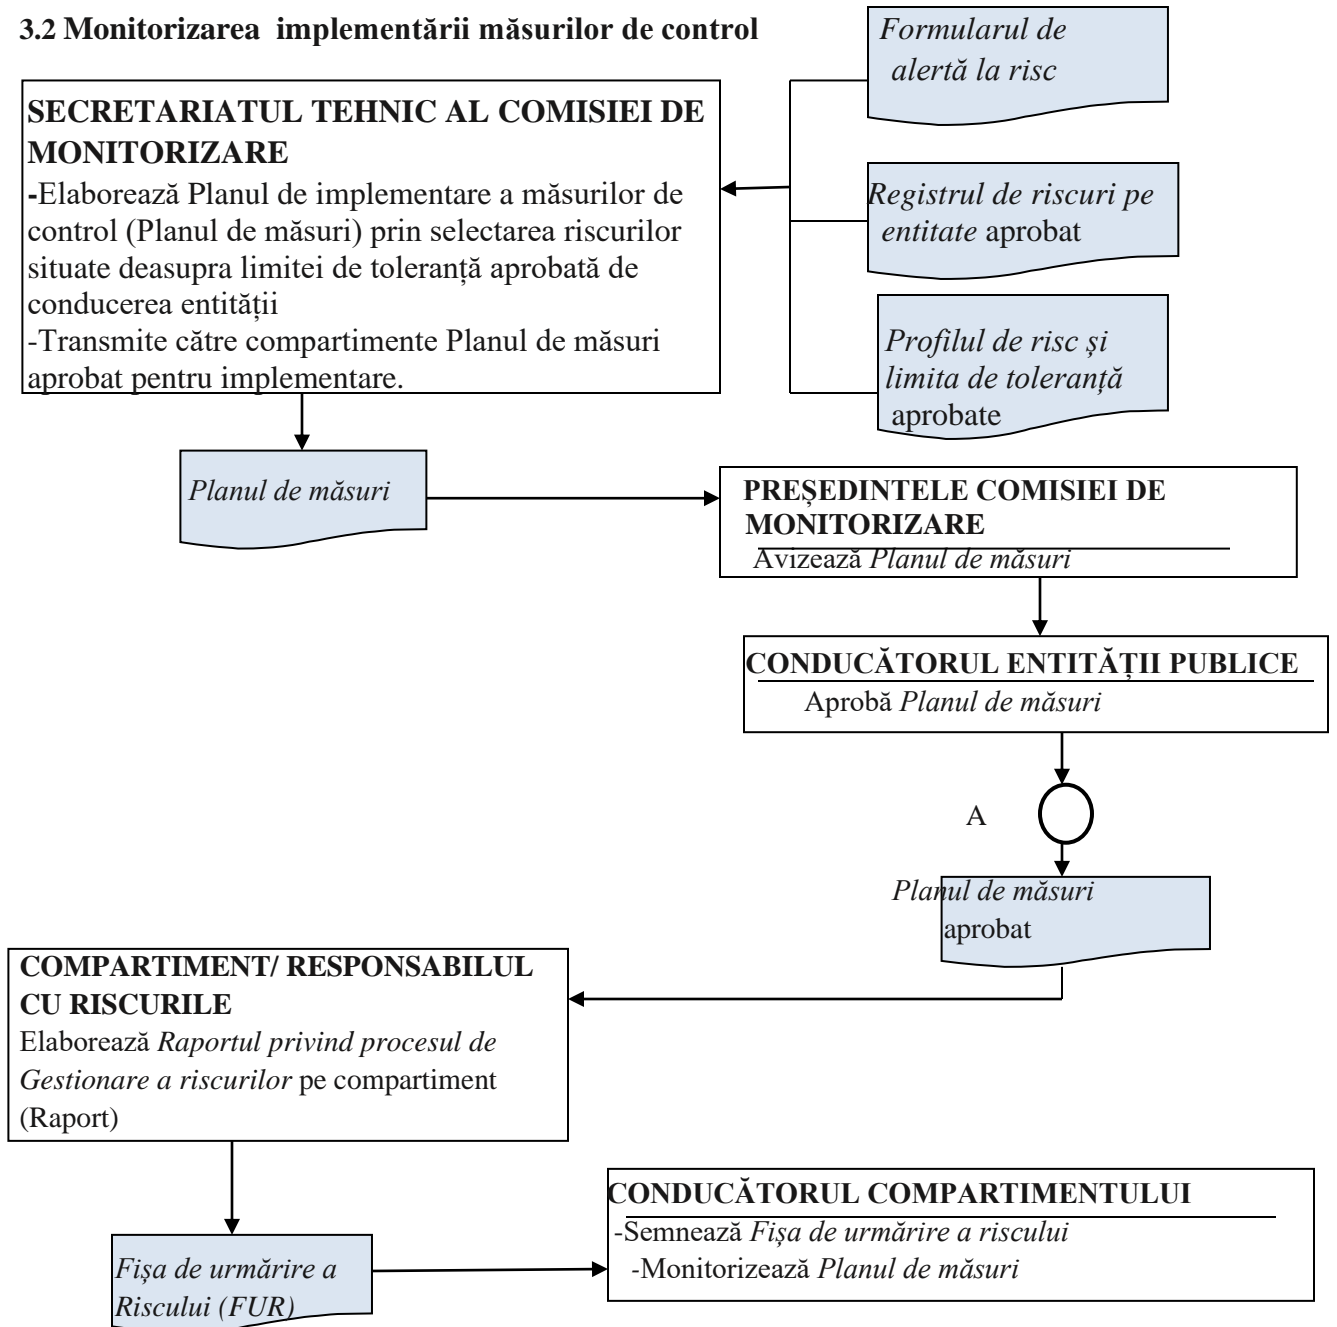 3.2 Monitorizarea implementării măsurilor de control
Formularul de
alertă la risc
SECRETARIATUL TEHNIC AL COMISIEI DE
MONITORIZARE
-Elaborează Planul de implementare a măsurilor de
control (Planul de măsuri) prin selectarea riscurilor
situate deasupra limitei de toleranță aprobată de
conducerea entității
-Transmite către compartimente Planul de măsuri
aprobat pentru implementare.
Registrul de riscuri pe
entitate aprobat
Profilul de risc și
limita de toleranță
aprobate
Planul de măsuri
PREȘEDINTELE COMISIEI DE
MONITORIZARE
Avizează Planul de măsuri
CONDUCĂTORUL ENTITĂȚII PUBLICE
Aprobă Planul de măsuri
A
Planul de măsuri
aprobat
COMPARTIMENT/ RESPONSABILUL
CU RISCURILE
Elaborează Raportul privind procesul de
Gestionare a riscurilor pe compartiment
(Raport)
Fișa de urmărire a
Riscului (FUR)
CONDUCĂTORUL COMPARTIMENTULUI
-Semnează Fișa de urmărire a riscului
-Monitorizează Planul de măsuri